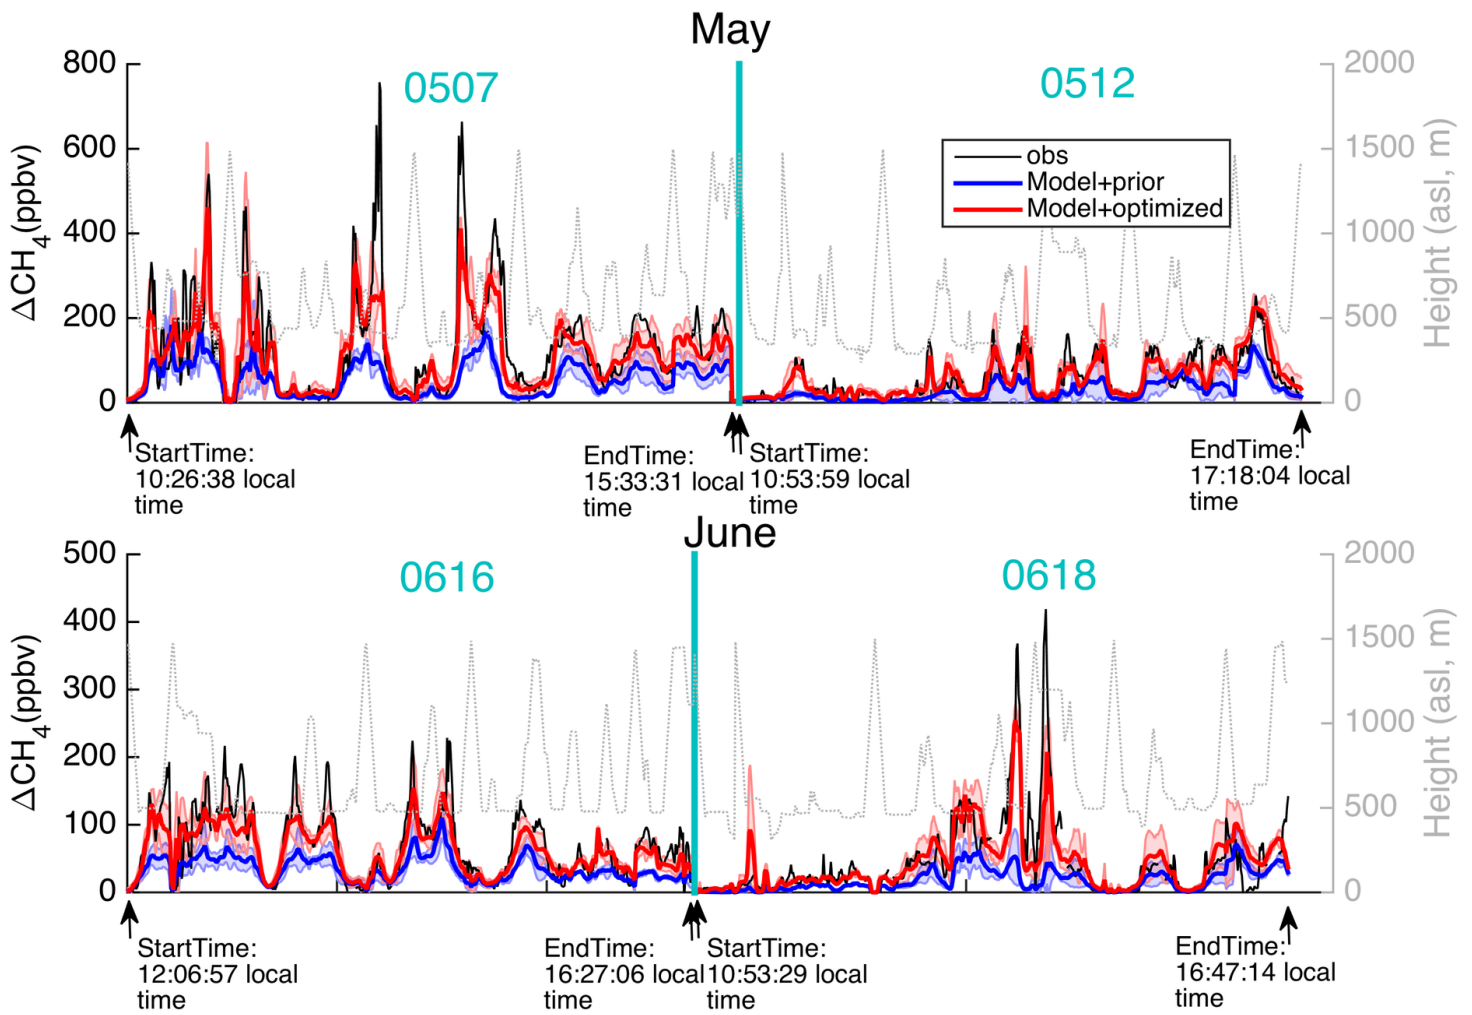 May
800
600
400
200
0
ΔCH4(ppbv)
0507
0512
obs
Model+prior
Model+optimized
2000
1500
1000
500
0
Height (asl, m)
StartTime:
10:26:38 local
time
EndTime:
15:33:31 local
time
StartTime:
10:53:59 local
time
EndTime:
17:18:04 local
time
June
500
400
300
200
100
0
ΔCH4(ppbv)
0616
0618
2000
1500
1000
500
0
Height (asl, m)
StartTime:
12:06:57 local
time
EndTime:
16:27:06 local
time
StartTime:
10:53:29 local
time
EndTime:
16:47:14 local
time